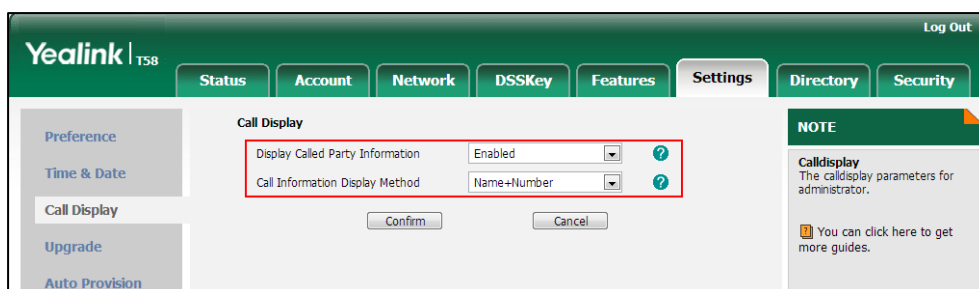 Log Out
Yealink | T58
Status Account Network DSSKey Features Settings Directory Security
Preference
Time & Date
Call Display
Upgrade
Auto Provision
Call Display
Display Called Party Information Enabled ?
Call Information Display Method Name+Number ?
Confirm Cancel
NOTE
Calldisplay
The calldisplay parameters for
administrator.
? You can click here to get
more guides.